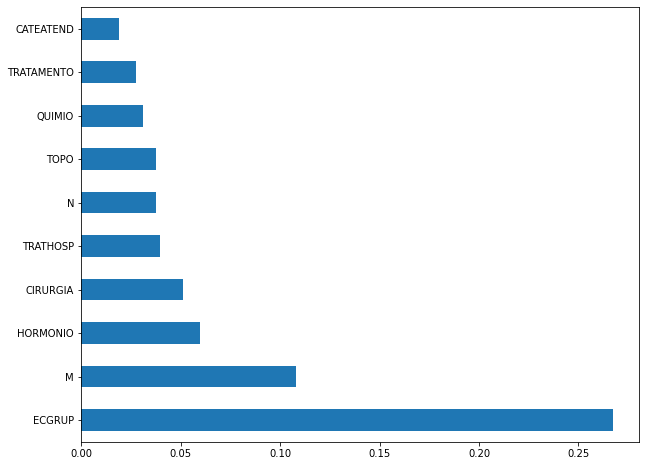 CATEATEND
TRATAMENTO
QUIMIO
TOPO
N
TRATHOSP
CIRURGIA
HORMONIO
M
ECGRUP
0.00 0.05 0.10 0.15 0.20 0.25